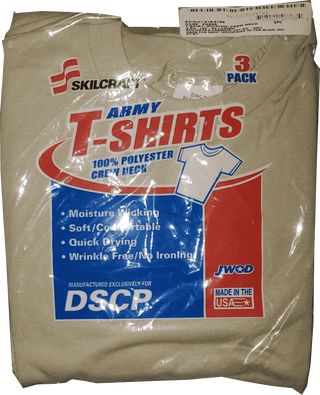 SKILCRAFT
3
PACK
ARMY
T-SHIRTS
100% POLYESTER
CREW NECK
• Moisture Wicking
• Soft/Comfortable
• Quick Drying
• Wrinkle Free/No Ironing
JWOD
MANUFACTURED EXCLUSIVELY FOR
DSCP
MADE IN THE
USA